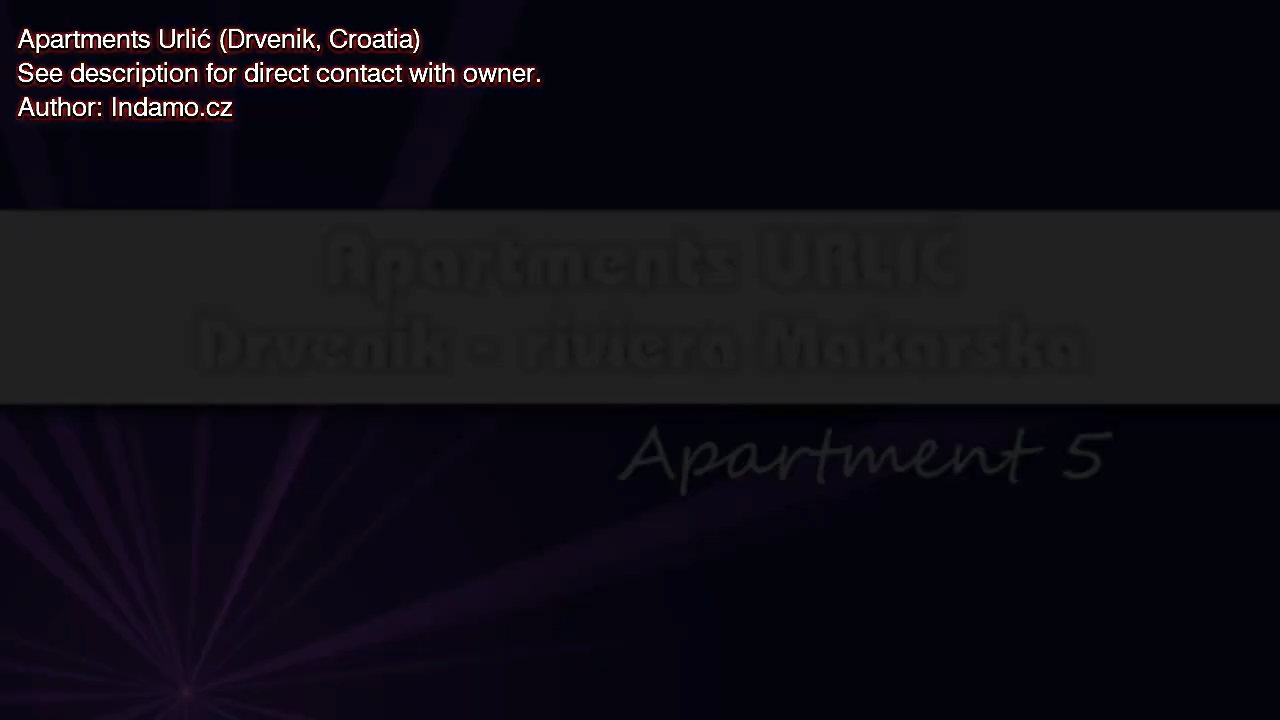 Apartments Urlić (Drvenik, Croatia)
See description for direct contact with owner.
Author: Indamo.cz
Apartments URLIĆ
Drvenik - riviera Makarska
Apartment 5